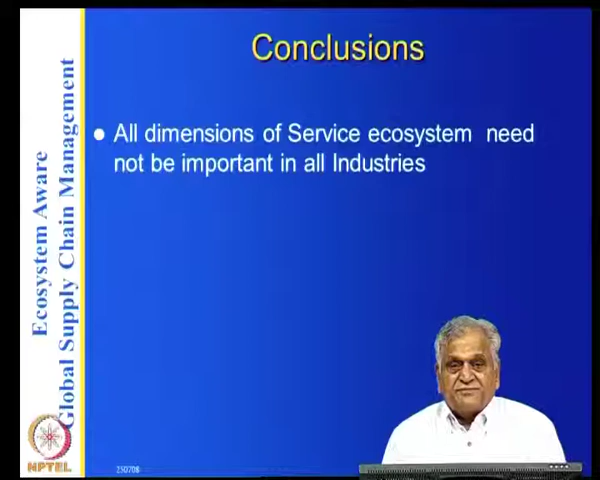 Conclusions
All dimensions of Service ecosystem need
not be important in all Industries
Ecosystem Aware
Global Supply Chain Management
NPTEL
250708